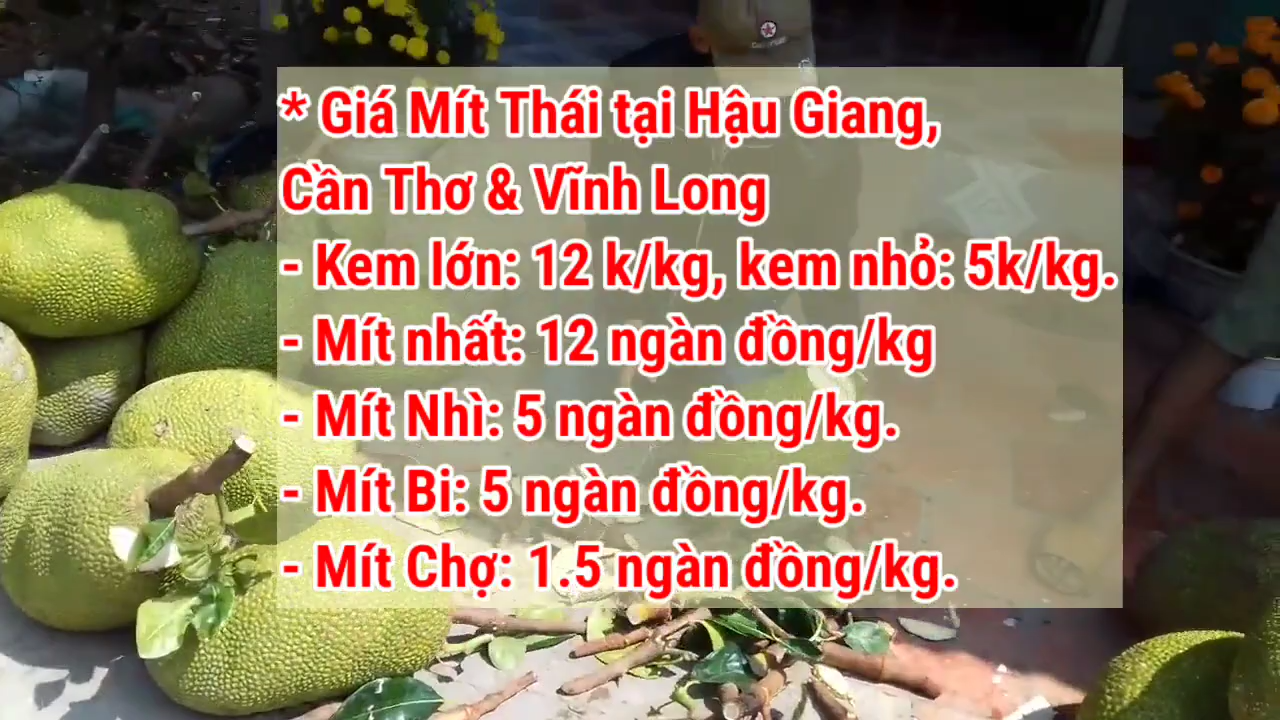 * Giá Mít Thái tại Hậu Giang,
Cần Thơ & Vĩnh Long
- Kem lớn: 12 k/kg, kem nhỏ: 5k/kg.
- Mít nhất: 12 ngàn đồng/kg
- Mít Nhì: 5 ngàn đồng/kg.
- Mít Bi: 5 ngàn đồng/kg.
- Mít Chợ: 1.5 ngàn đồng/kg.